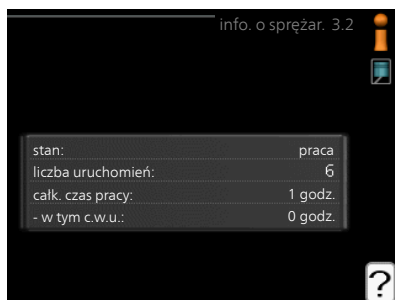 info. o sprężar. 3.2
stan: praca
liczba uruchomień: 6
całk. czas pracy: 1 godz.
- w tym c.w.u.: 0 godz.
?